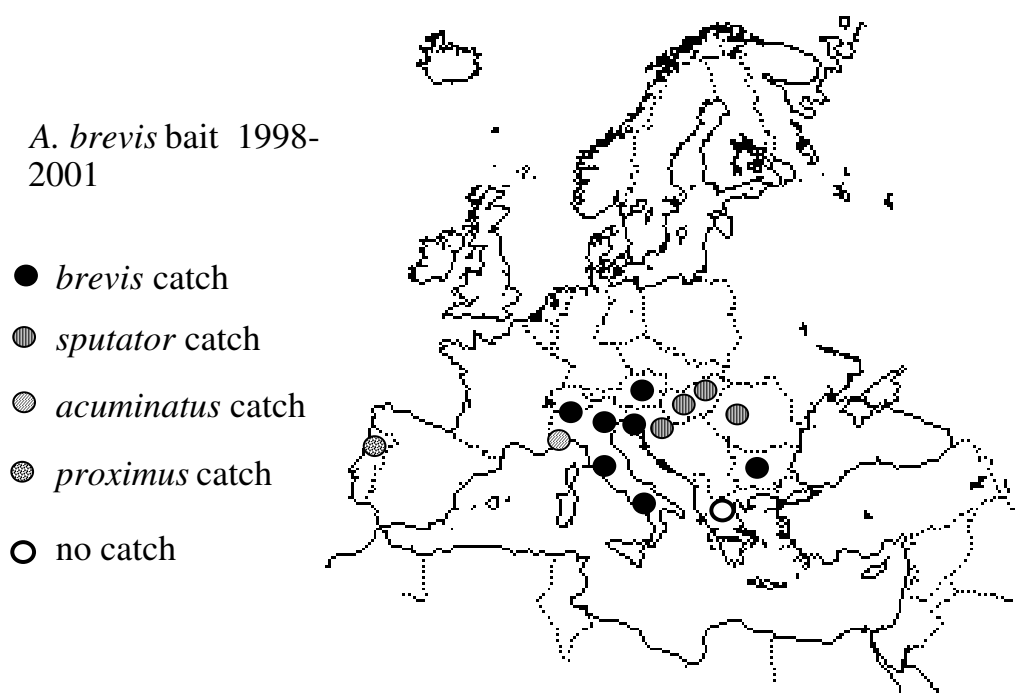 A. brevis bait 1998-
2001
brevis catch
sputator catch
acuminatus catch
proximus catch
no catch